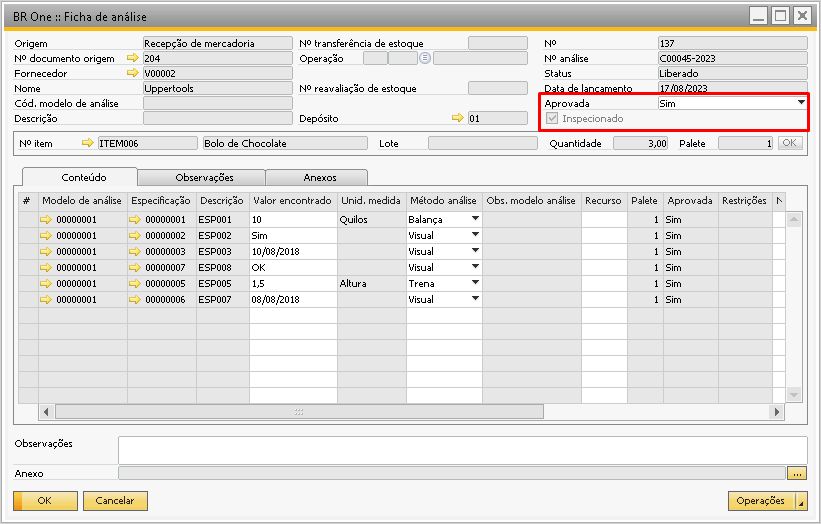 BR One :: Ficha de análise
Origem Recepção de mercadoria Nº transferência de estoque Nº 137
Nº documento origem 204 Operação Nº análise C00045-2023
Fornecedor V00002 Status Liberado
Nome Uppertools Nº reavaliação de estoque Data de lançamento 17/08/2023
Cód. modelo de análise Aprovada Sim
Descrição Depósito 01 Inspecionado
Nº item ITEM006 Bolo de Chocolate Lote Quantidade 3,00 Palete 1 OK
Conteúdo Observações Anexos
# Modelo de análise Especificação Descrição Valor encontrado Unid. medida Método análise Obs. modelo análise Recurso Palete Aprovada Restrições N
00000001 00000001 ESP001 10 Quilos Balança 1 Sim
00000001 00000002 ESP002 Sim Visual 1 Sim
00000001 00000003 ESP003 10/08/2018 Visual 1 Sim
00000001 00000007 ESP008 OK Visual 1 Sim
00000001 00000005 ESP005 1,5 Altura Trena 1 Sim
00000001 00000006 ESP007 08/08/2018 Visual 1 Sim
Observações
Anexo ...
OK Cancelar Operações